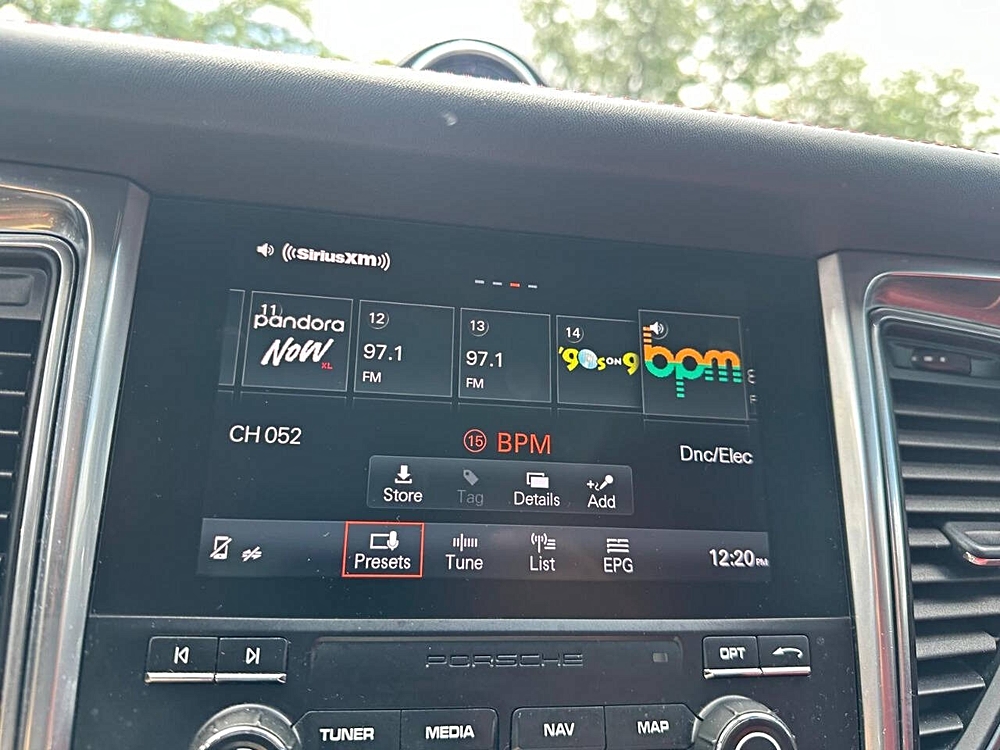 ((SiriusXm))
11
pandora
NOW
XL
12
97.1
FM
13
97.1
FM
14
'90s ON 9
bpm
CH 052
15 BPM
Dnc/Elec
Store
Tag
Details
Add
Presets
Tune
List
EPG
12:20PM
PORSCHE
OPT
TUNER
MEDIA
NAV
MAP